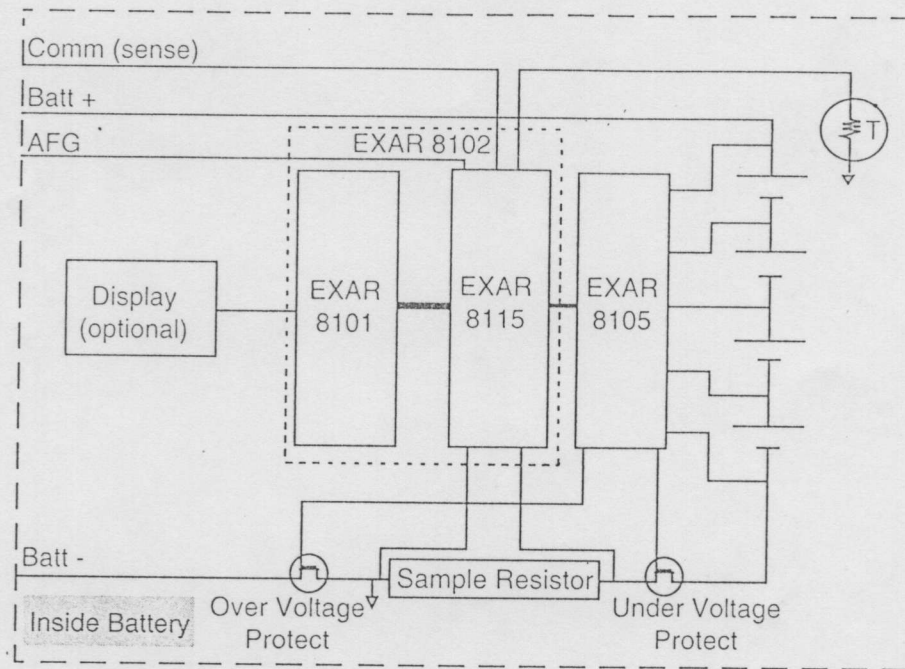 Comm (sense)
Batt +
AFG
EXAR 8102
T
Display
(optional)
EXAR
8101
EXAR
8115
EXAR
8105
Batt -
Sample Resistor
Inside Battery
Over Voltage
Protect
Under Voltage
Protect